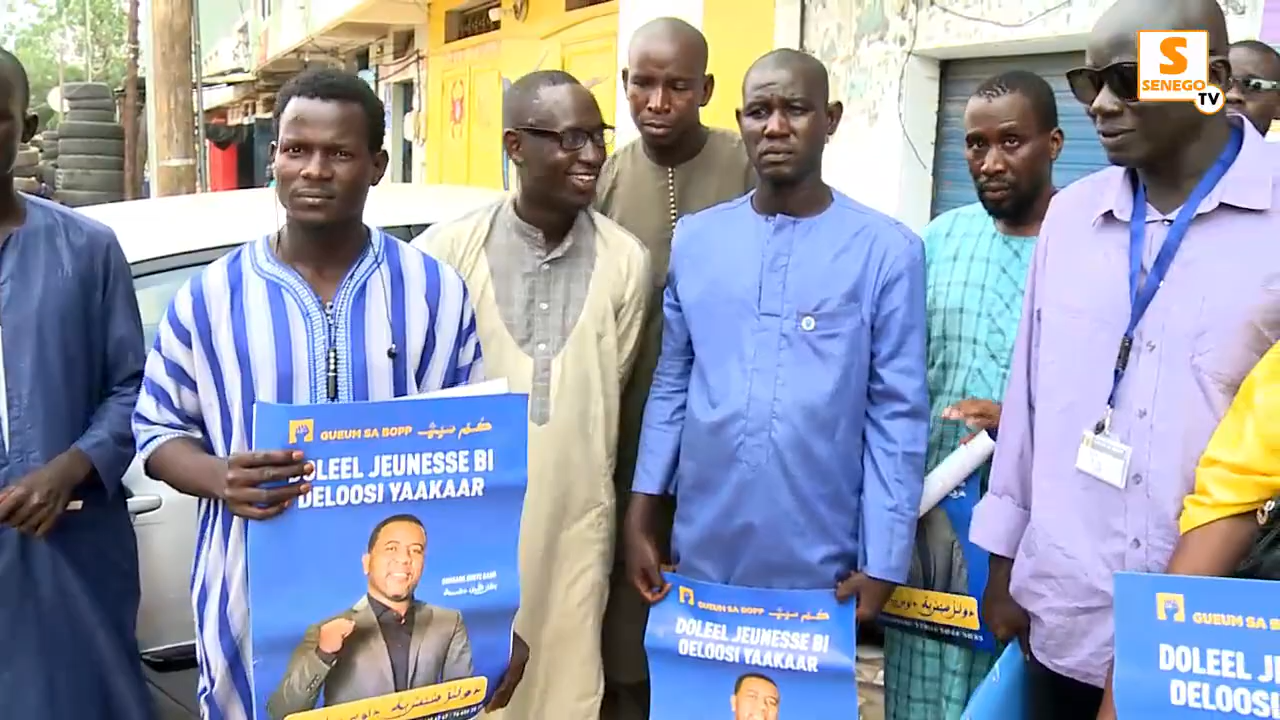 S
SENEGO
TV
GUEUM SA BOPP
DOLEEL JEUNESSE BI
DELOOSI YAAKAAR
GUEUM SA BOPP
DOLEEL JEUNESSE BI
DELOOSI YAAKAAR
GUEUM SA B
DOLEEL JE
DELOOSI